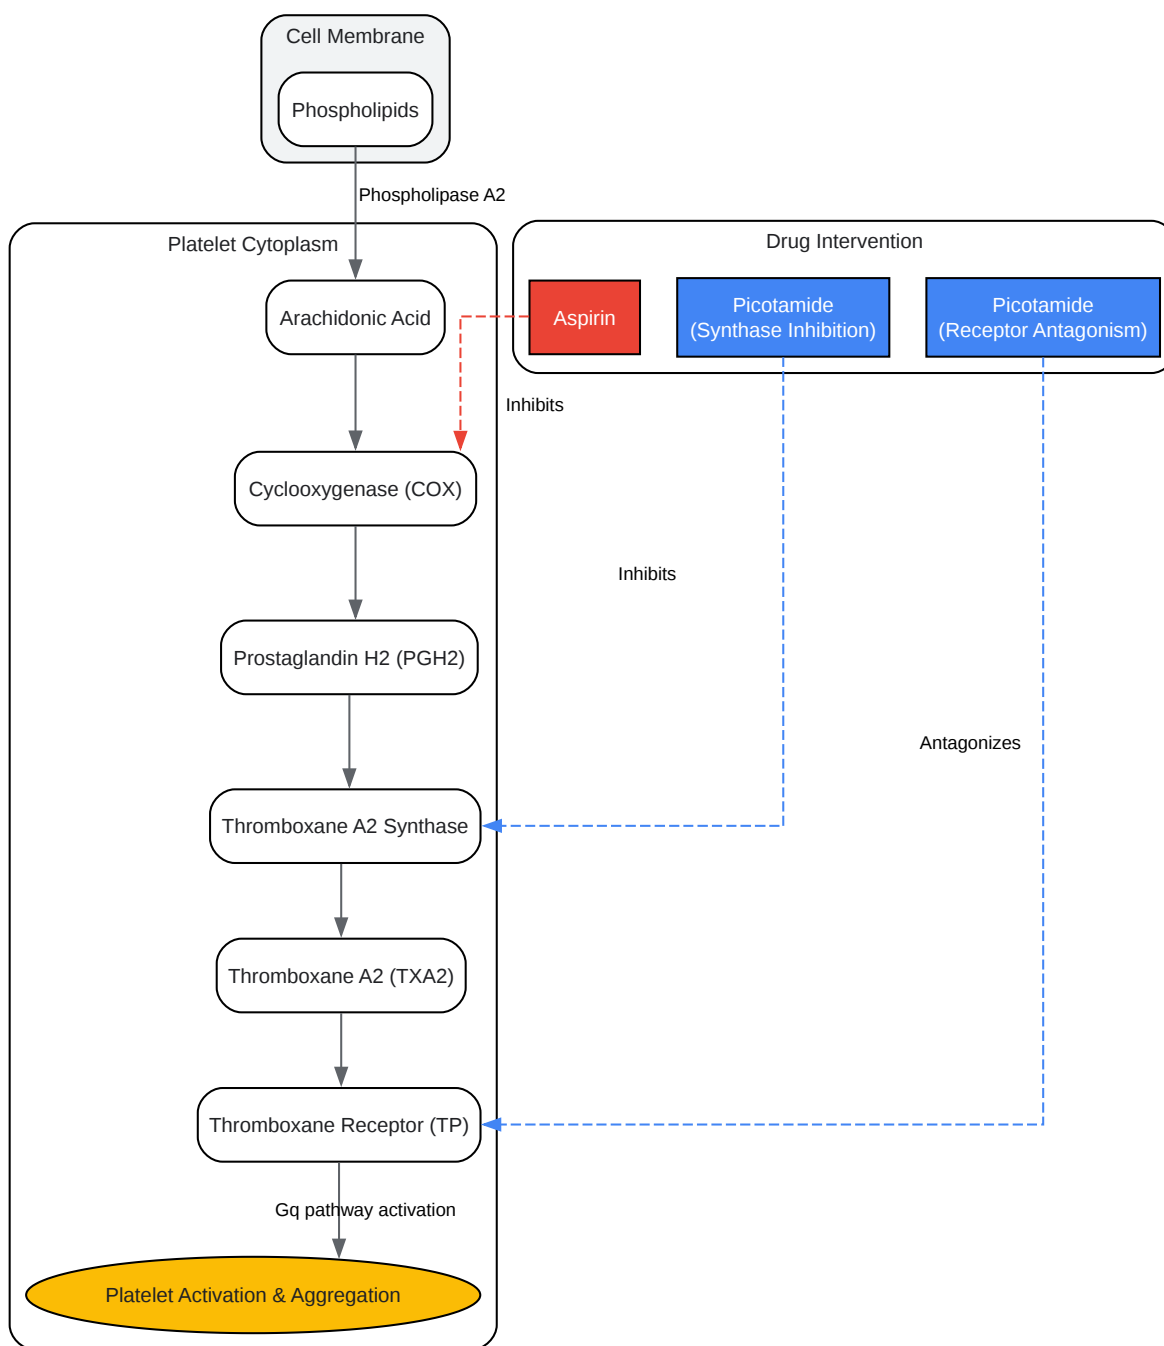 Cell Membrane
Phospholipids
Phospholipase A2
Platelet Cytoplasm
Drug Intervention
Arachidonic Acid
Aspirin
Picotamide
(Synthase Inhibition)
Picotamide
(Receptor Antagonism)
Inhibits
Cyclooxygenase (COX)
Inhibits
Prostaglandin H2 (PGH2)
Antagonizes
Thromboxane A2 Synthase
Thromboxane A2 (TXA2)
Thromboxane Receptor (TP)
Gq pathway activation
Platelet Activation & Aggregation